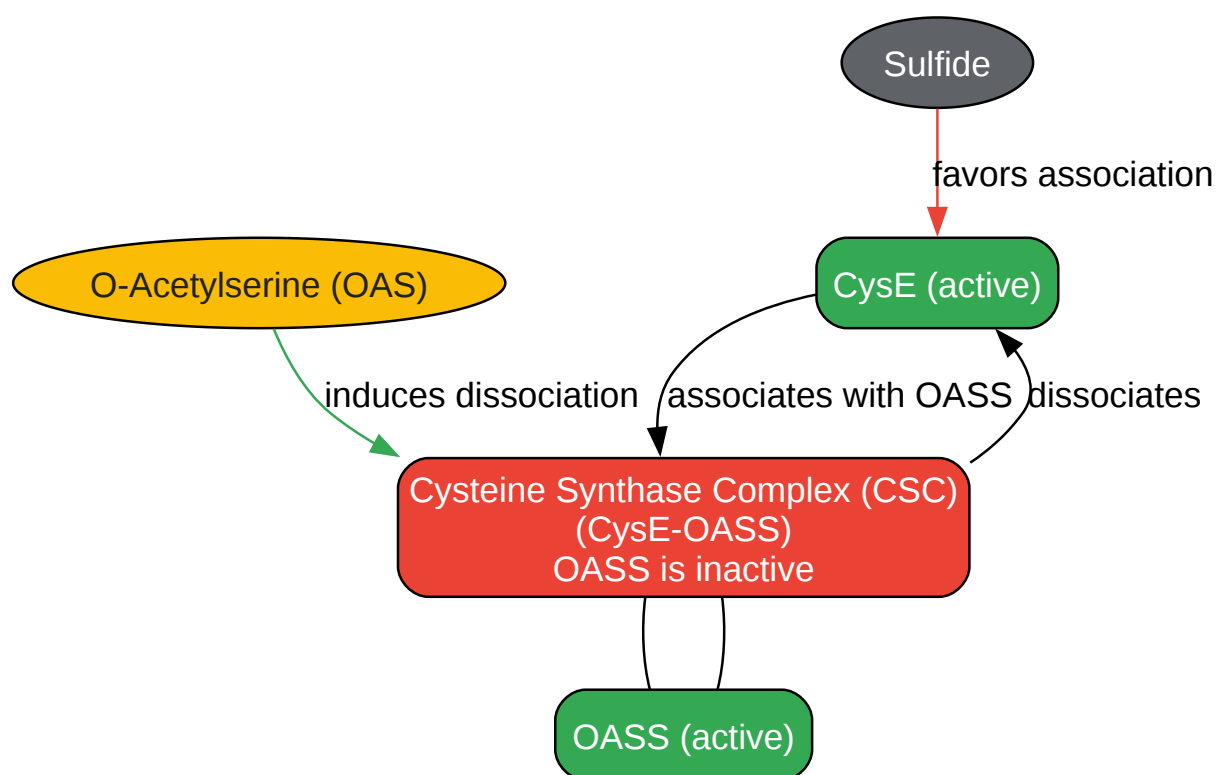 Sulfide
favors association
O-Acetylserine (OAS)
CysE (active)
induces dissociation
associates with OASS
dissociates
Cysteine Synthase Complex (CSC)
(CysE-OASS)
OASS is inactive
OASS (active)